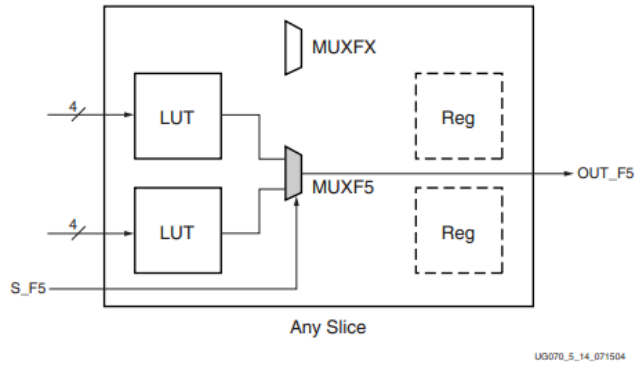 MUXFX
4
LUT
Reg
MUXF5
OUT_F5
4
LUT
Reg
S_F5
Any Slice
UG070_5_14_071504